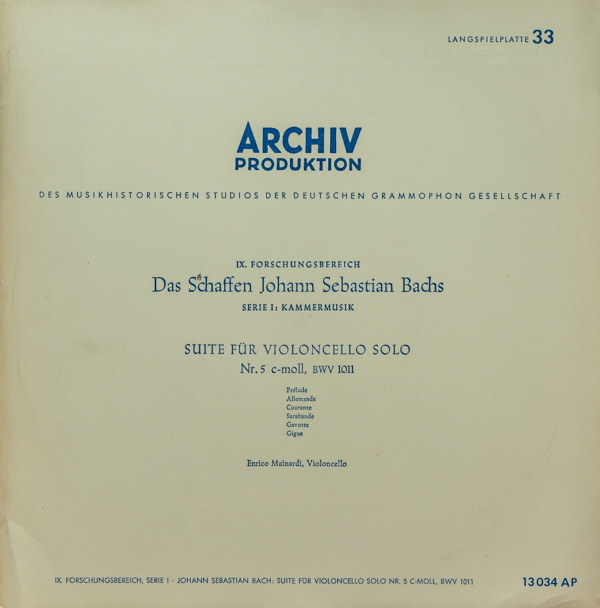 LANGSPIELPLATTE 33
ARCHIV
PRODUKTION
DES MUSIKHISTORISCHEN STUDIOS DER DEUTSCHEN GRAMMOPHON GESELLSCHAFT
IX. FORSCHUNGSBEREICH
Das Schaffen Johann Sebastian Bachs
SERIE I: KAMMERMUSIK
SUITE FÜR VIOLONCELLO SOLO
Nr. 5 c-moll, BWV 1011
Prélude
Allemande
Courante
Sarabande
Gavotte
Gigue
Enrico Mainardi, Violoncello
IX. FORSCHUNGSBEREICH, SERIE I - JOHANN SEBASTIAN BACH: SUITE FÜR VIOLONCELLO SOLO NR. 5 C-MOLL, BWV 1011
13 034 AP